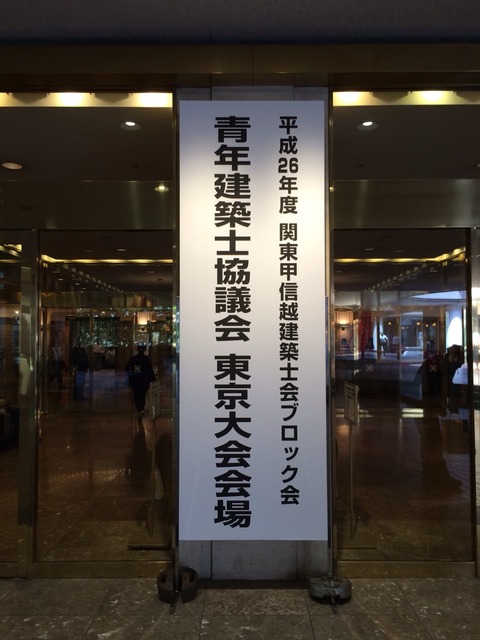 平成26年度 関東甲信越建築士会ブロック会
青年建築士協議会 東京大会会場